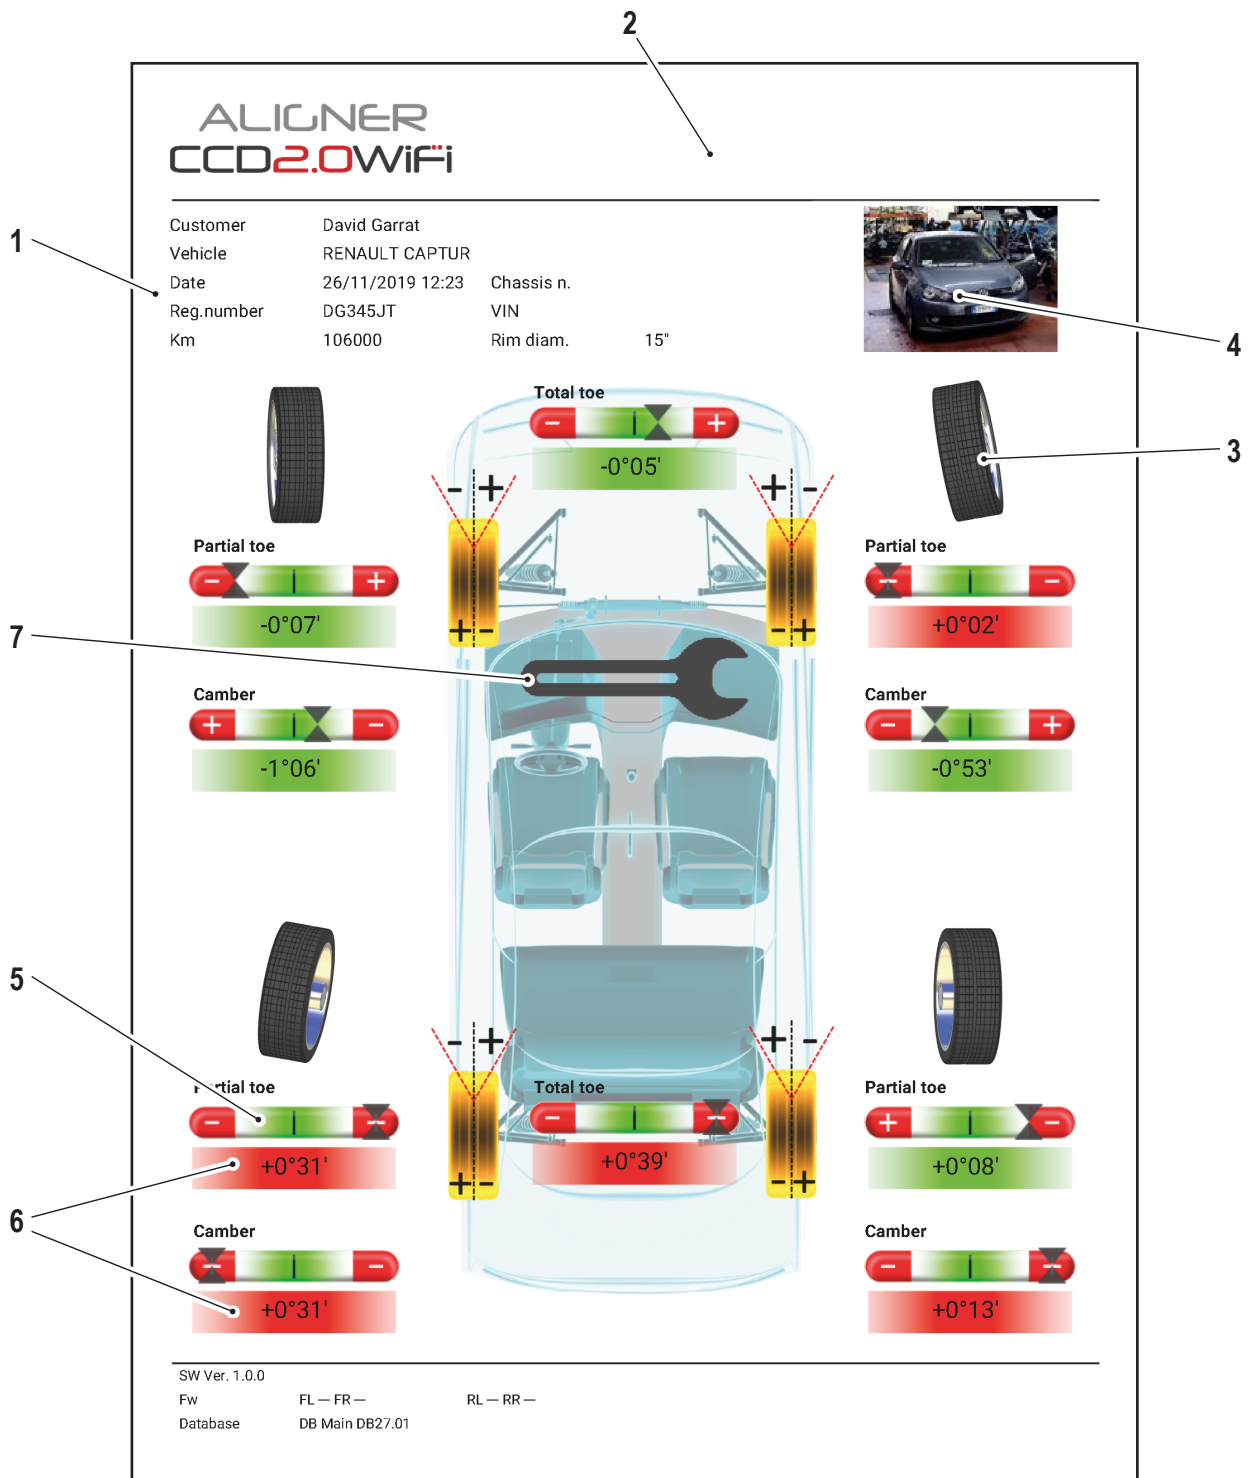 2
ALIGNER
CCD2.0WiFi
1
Customer David Garrat
Vehicle RENAULT CAPTUR
Date 26/11/2019 12:23 Chassis n.
Reg.number DG345JT VIN
Km 106000 Rim diam. 15"
4
3
Total toe
- +
-0°05'
- + + -
Partial toe
- +
-0°07'
Partial toe
- -
+0°02'
+ - - +
7
Camber
+ -
-1°06'
Camber
- +
-0°53'
5
- + + -
Partial toe
- -
+0°31'
Total toe
- -
+0°39'
Partial toe
+ -
+0°08'
+ - - +
6
Camber
- -
+0°31'
Camber
- -
+0°13'
SW Ver. 1.0.0
Fw FL — FR — RL — RR —
Database DB Main DB27.01